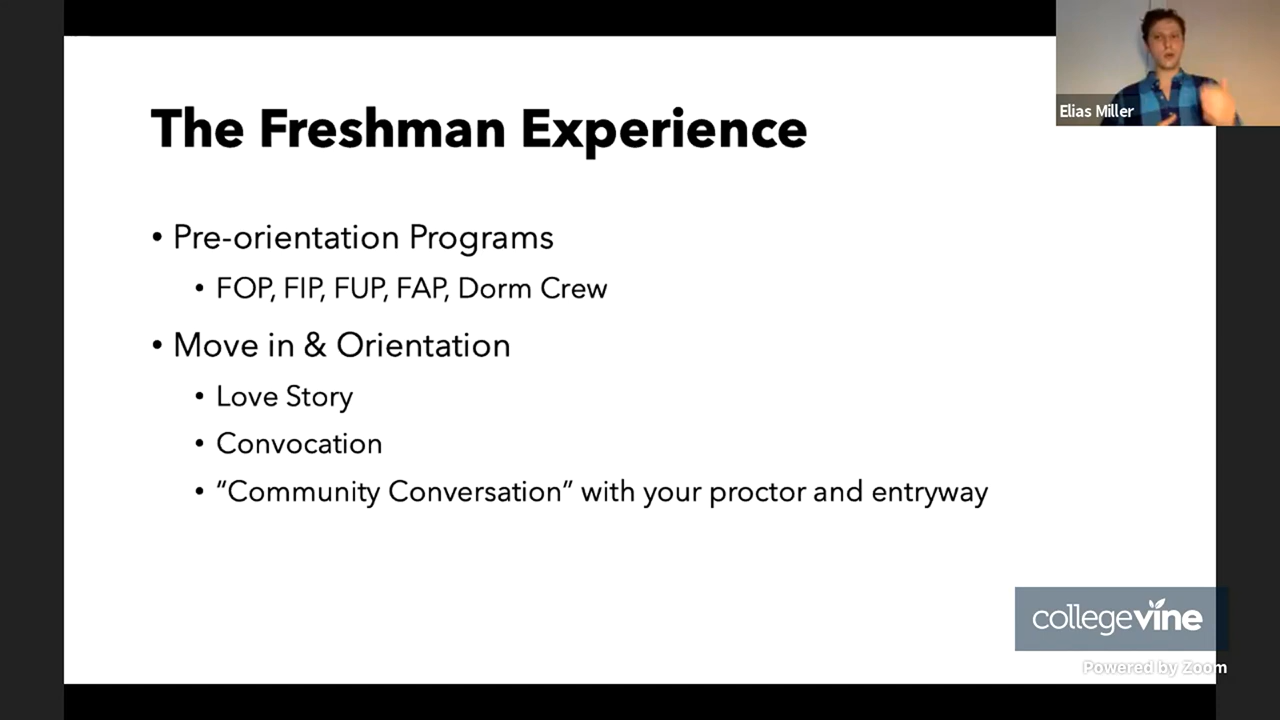 The Freshman Experience
Elias Miller
• Pre-orientation Programs
• FOP, FIP, FUP, FAP, Dorm Crew
• Move in & Orientation
• Love Story
• Convocation
• “Community Conversation” with your proctor and entryway
collegevine
Powered by Zoom